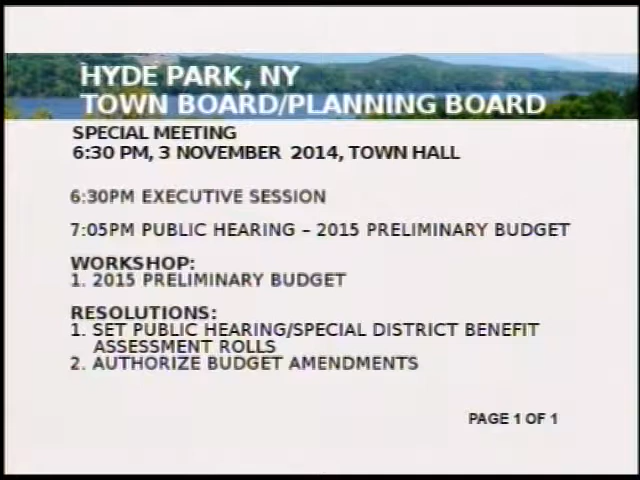 HYDE PARK, NY
TOWN BOARD/PLANNING BOARD
SPECIAL MEETING
6:30 PM, 3 NOVEMBER 2014, TOWN HALL
6:30PM EXECUTIVE SESSION
7:05PM PUBLIC HEARING – 2015 PRELIMINARY BUDGET
WORKSHOP:
1. 2015 PRELIMINARY BUDGET
RESOLUTIONS:
1. SET PUBLIC HEARING/SPECIAL DISTRICT BENEFIT
ASSESSMENT ROLLS
2. AUTHORIZE BUDGET AMENDMENTS
PAGE 1 OF 1